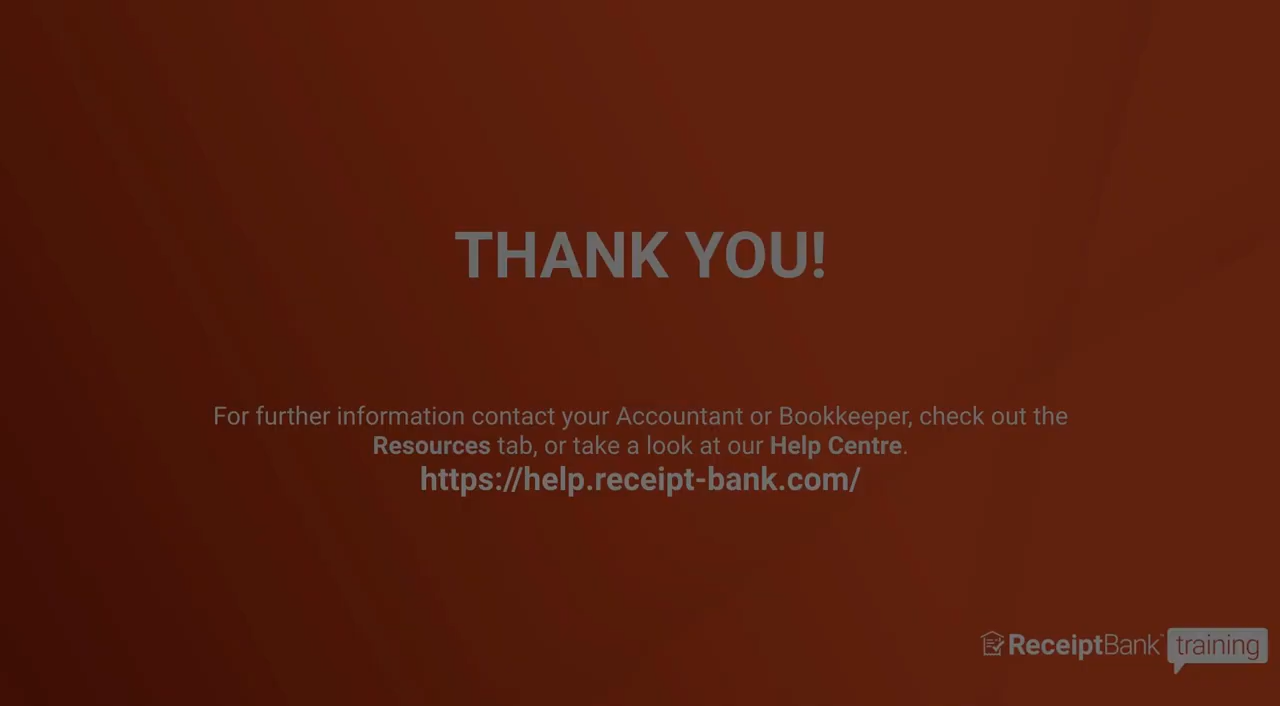 THANK YOU!
For further information contact your Accountant or Bookkeeper, check out the
Resources tab, or take a look at our Help Centre.
https://help.receipt-bank.com/
ReceiptBank™ training